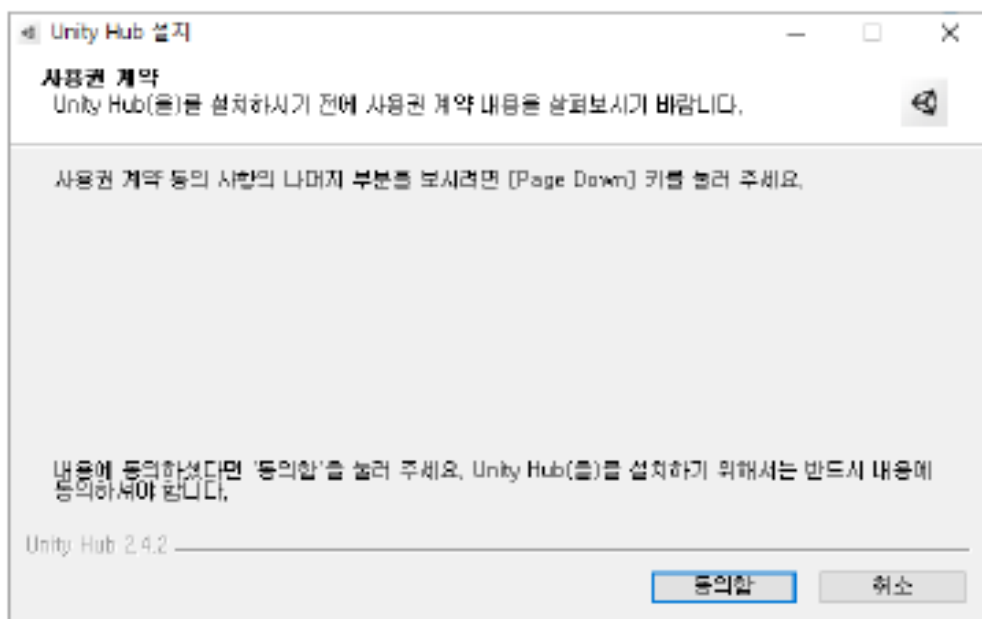 Unity Hub 설치
사용권 계약
Unity Hub(을)를 설치하시기 전에 사용권 계약 내용을 살펴보시기 바랍니다.
사용권 계약 동의 사항의 나머지 부분를 보시려면 [Page Down] 키를 눌러 주세요.
내용에 동의하셨다면 '동의함'을 눌러 주세요. Unity Hub(을)를 설치하기 위해서는 반드시 내용에
동의하셔야 합니다.
Unity Hub 2.4.2
동의함
취소